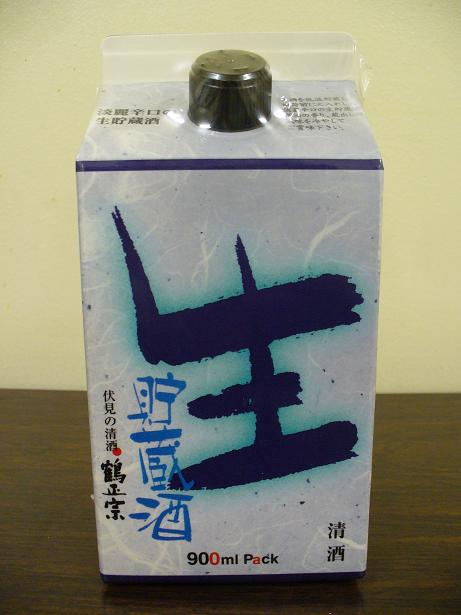 淡麗辛口の
生貯蔵酒
生
貯蔵酒
伏見の清酒
鶴正宗
900ml Pack
清酒